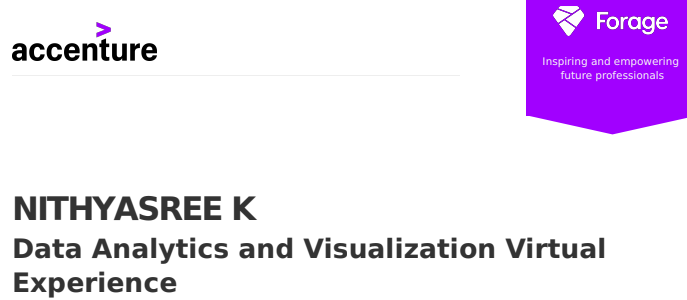 accenture
Forage
Inspiring and empowering
future professionals
NITHYASREE K
Data Analytics and Visualization Virtual
Experience